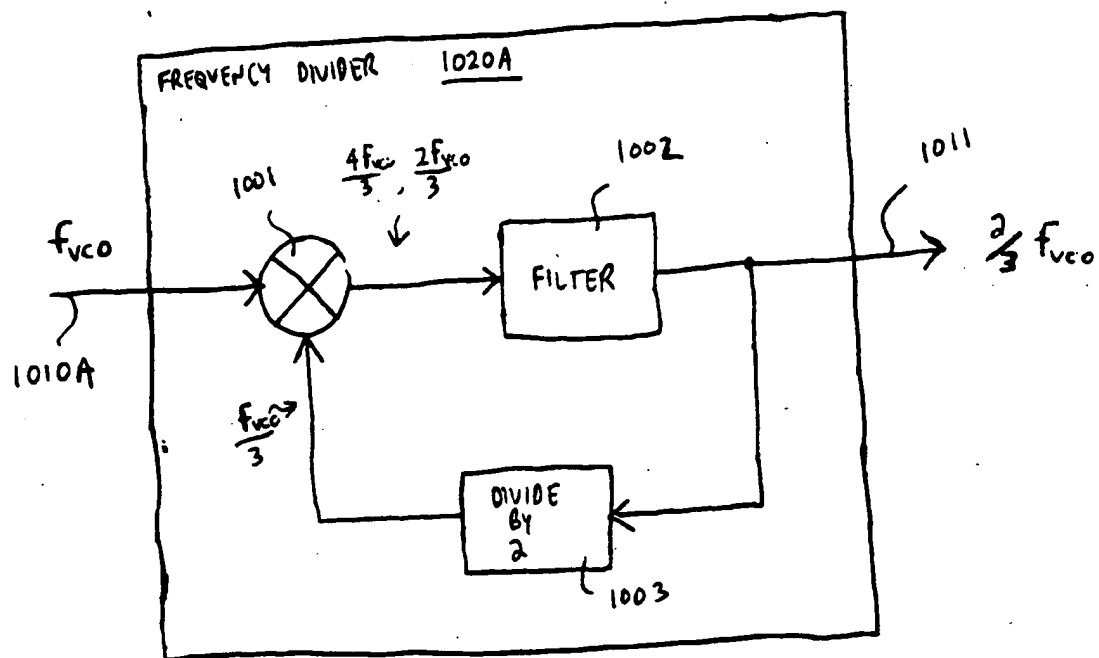 FREQUENCY DIVIDER 1020A
1001
4fvco/3, 2fvco/3
1002
1011
fvco
FILTER
2/3 fvco
1010A
fvco/3
DIVIDE
BY
2
1003